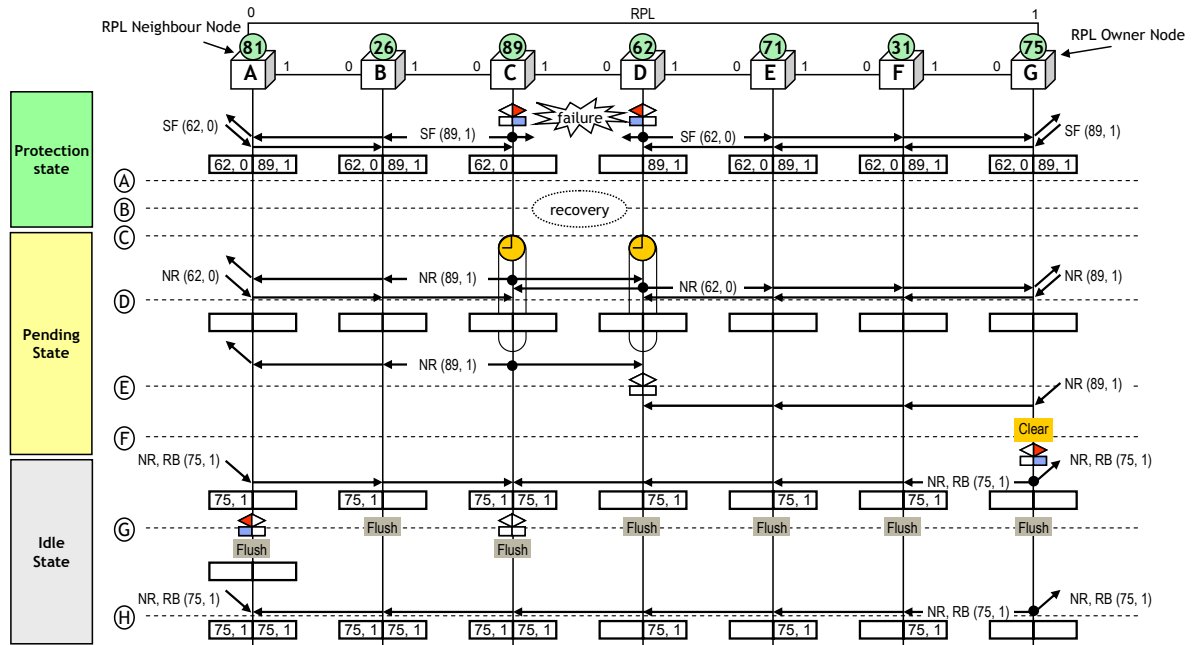 0 RPL 1
RPL Neighbour Node
RPL Owner Node
81 26 89 62 71 31 75
A 1 0 B 1 0 C 1 0 D 1 0 E 1 0 F 1 0 G
Protection
state
failure
SF (62, 0) SF (89, 1) SF (62, 0) SF (89, 1)
62, 0 89, 1 62, 0 89, 1 62, 0 89, 1 62, 0 89, 1 62, 0 89, 1 62, 0 89, 1
A
B recovery
C
Pending
State
NR (62, 0) NR (89, 1) NR (62, 0) NR (89, 1)
D
NR (89, 1)
E NR (89, 1)
Clear
F
Idle
State
NR, RB (75, 1) NR, RB (75, 1) NR, RB (75, 1)
75, 1 75, 1 75, 1 75, 1 75, 1 75, 1 75, 1
G Flush Flush Flush Flush Flush
Flush Flush
NR, RB (75, 1) NR, RB (75, 1) NR, RB (75, 1)
H
75, 1 75, 1 75, 1 75, 1 75, 1 75, 1 75, 1 75, 1 75, 1